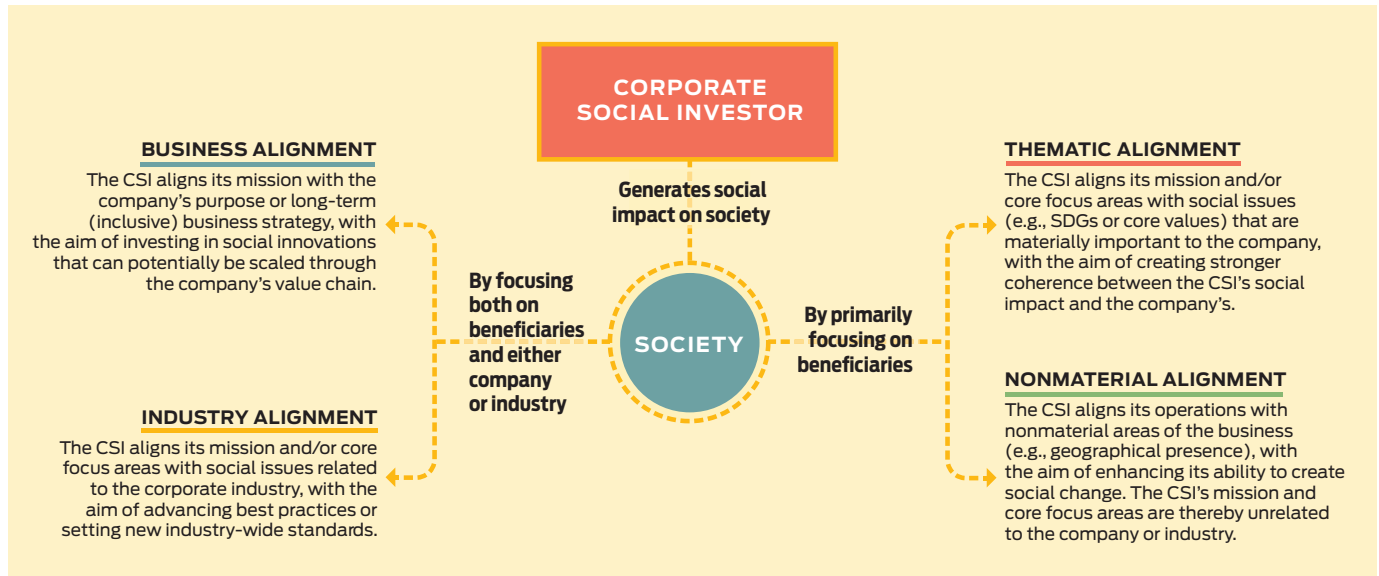 CORPORATE
SOCIAL INVESTOR
Generates social
impact on society
SOCIETY
By focusing
both on
beneficiaries
and either
company
or industry
BUSINESS ALIGNMENT
The CSI aligns its mission with the
company’s purpose or long-term
(inclusive) business strategy, with
the aim of investing in social innovations
that can potentially be scaled through
the company’s value chain.
INDUSTRY ALIGNMENT
The CSI aligns its mission and/or core
focus areas with social issues related
to the corporate industry, with the
aim of advancing best practices or
setting new industry-wide standards.
By primarily
focusing on
beneficiaries
THEMATIC ALIGNMENT
The CSI aligns its mission and/or
core focus areas with social issues
(e.g., SDGs or core values) that are
materially important to the company,
with the aim of creating stronger
coherence between the CSI’s social
impact and the company’s.
NONMATERIAL ALIGNMENT
The CSI aligns its operations with
nonmaterial areas of the business
(e.g., geographical presence), with
the aim of enhancing its ability to create
social change. The CSI’s mission and
core focus areas are thereby unrelated
to the company or industry.